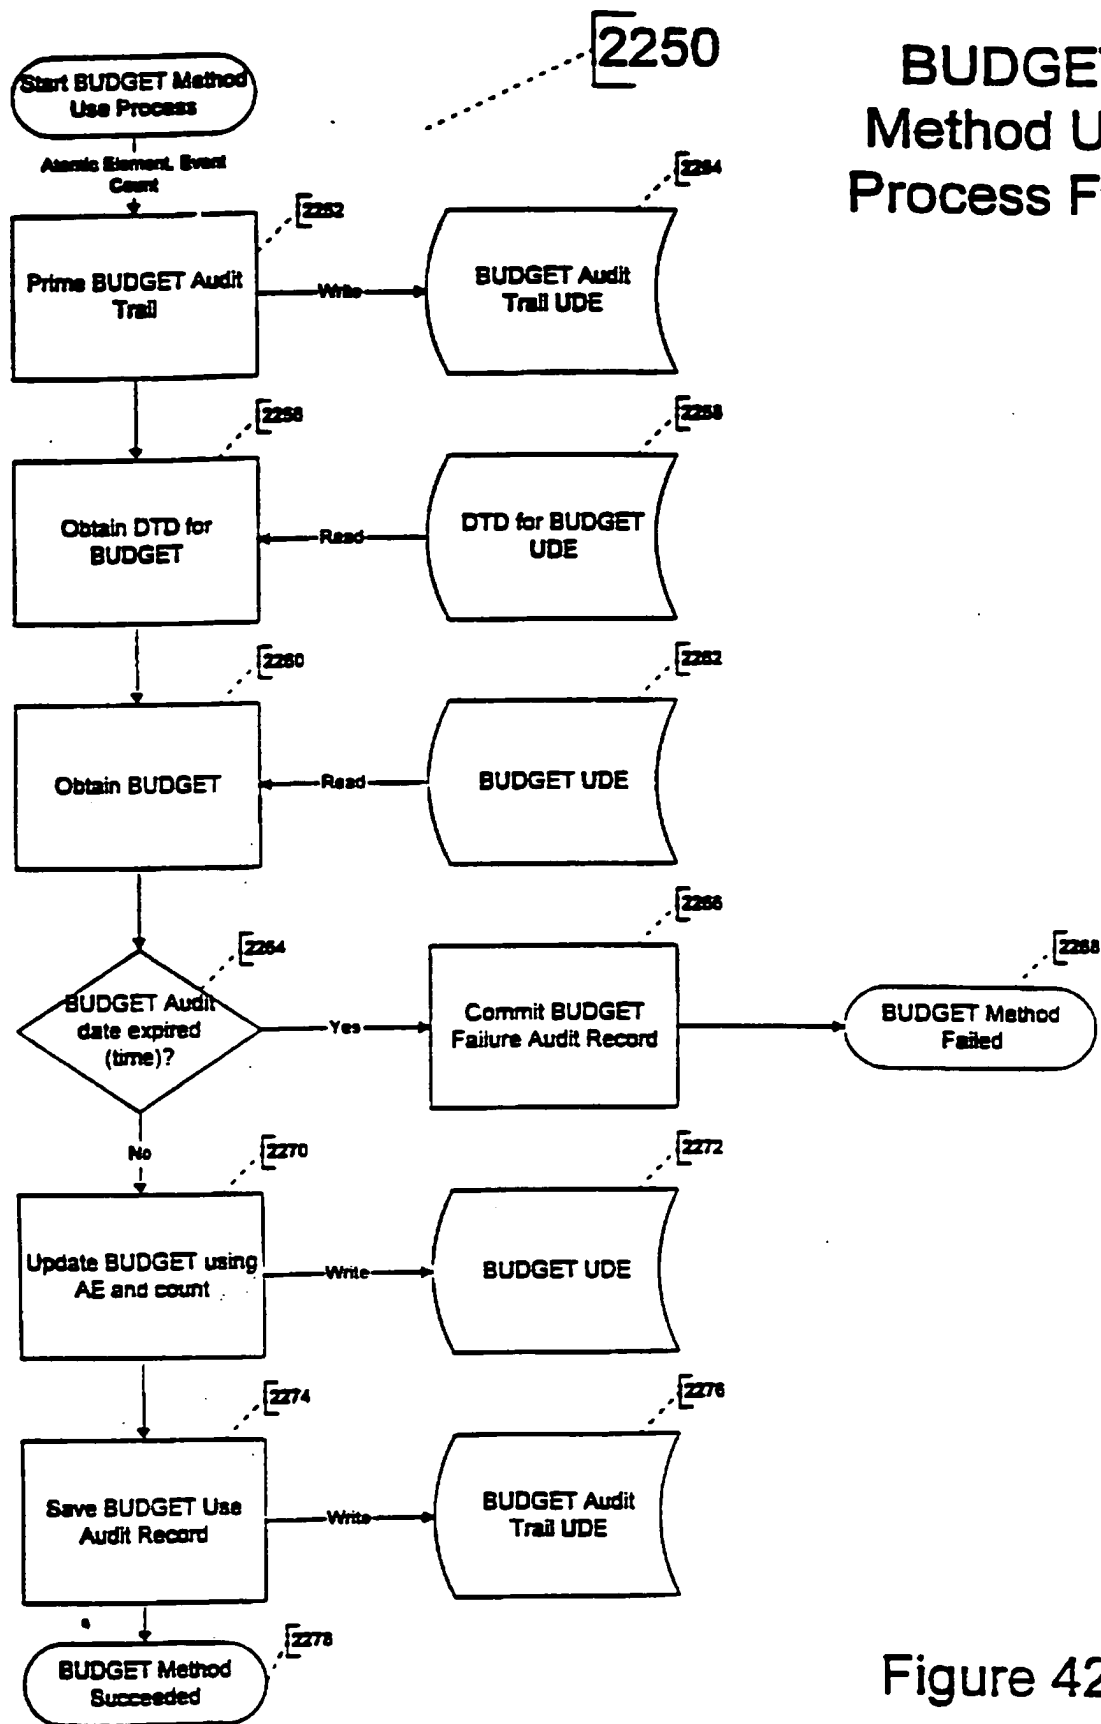 2250
BUDGET
Method U
Process F
Start BUDGET Method
Use Process
Atomic Element, Event
Count
2252
2254
Prime BUDGET Audit
Trail
Write
BUDGET Audit
Trail UDE
2256
2258
Obtain DTD for
BUDGET
Read
DTD for BUDGET
UDE
2260
2262
Obtain BUDGET
Read
BUDGET UDE
2264
2266
2268
BUDGET Audit
date expired
(time)?
Yes
Commit BUDGET
Failure Audit Record
BUDGET Method
Failed
No
2270
2272
Update BUDGET using
AE and count
Write
BUDGET UDE
2274
2276
Save BUDGET Use
Audit Record
Write
BUDGET Audit
Trail UDE
2278
BUDGET Method
Succeeded
Figure 42